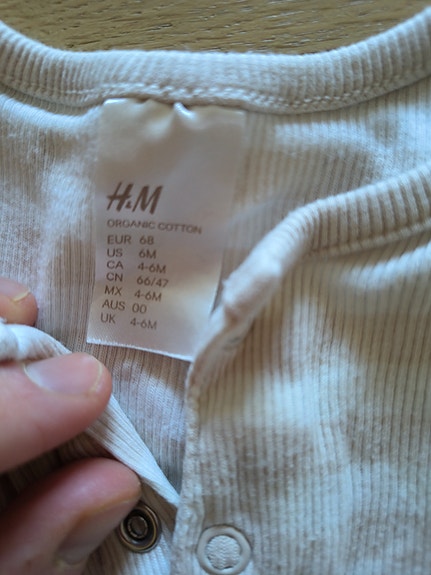 H&M
ORGANIC COTTON
EUR 68
US 6M
CA 4-6M
CN 66/47
MX 4-6M
AUS 00
UK 4-6M